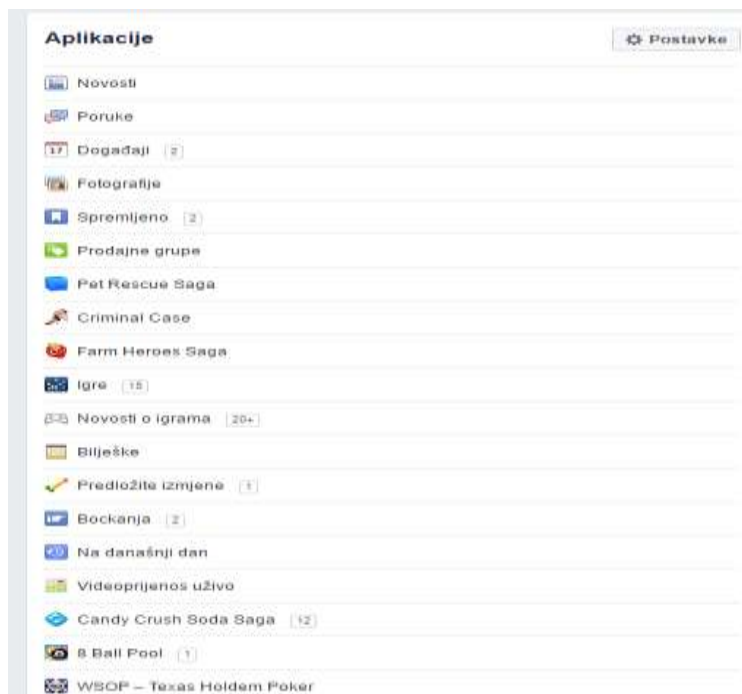 Aplikacije
Postavke
Novosti
Poruke
17 Događaji 2
Fotografije
Spremljeno 2
Prodajne grupe
Pet Rescue Saga
Criminal Case
Farm Heroes Saga
Igre 15
Novosti o igrama 20+
Bilješke
Predložite izmjene 1
Bockanja 2
Na današnji dan
Videoprijenos uživo
Candy Crush Soda Saga 12
8 Ball Pool 1
WSOP – Texas Holdem Poker